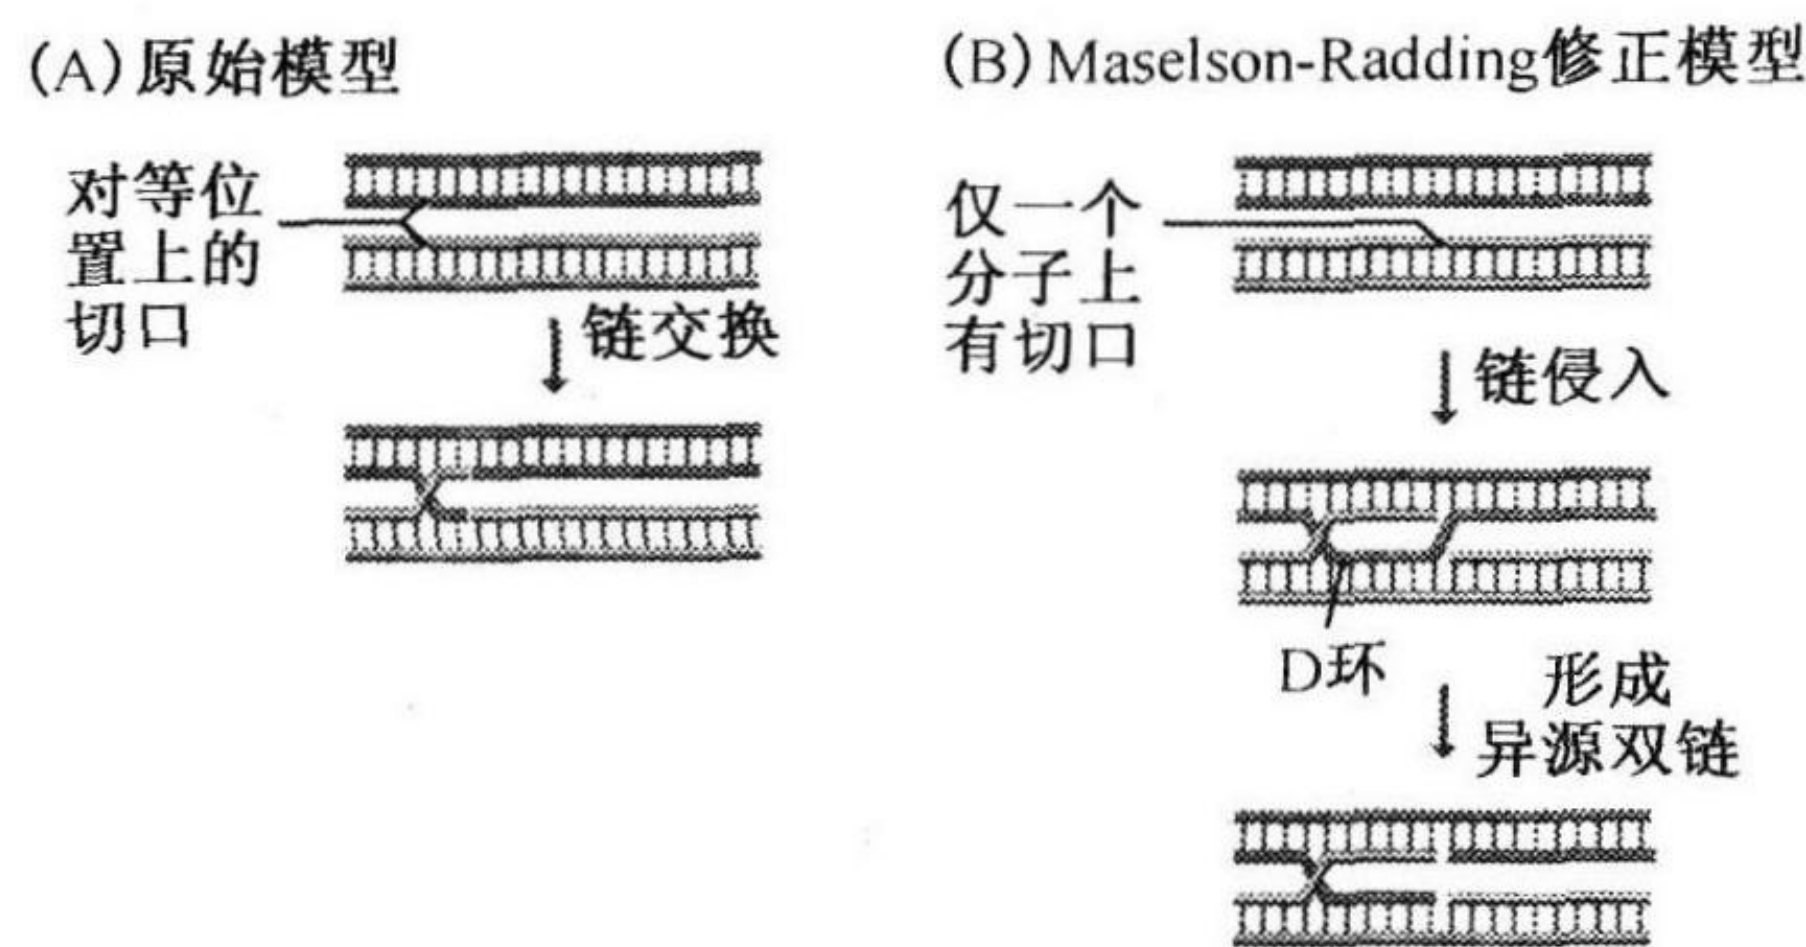 (A)原始模型
对等位
置上的
切口
链交换
(B)Maselson-Radding修正模型
仅一个
分子上
有切口
链侵入
D环
形成
异源双链